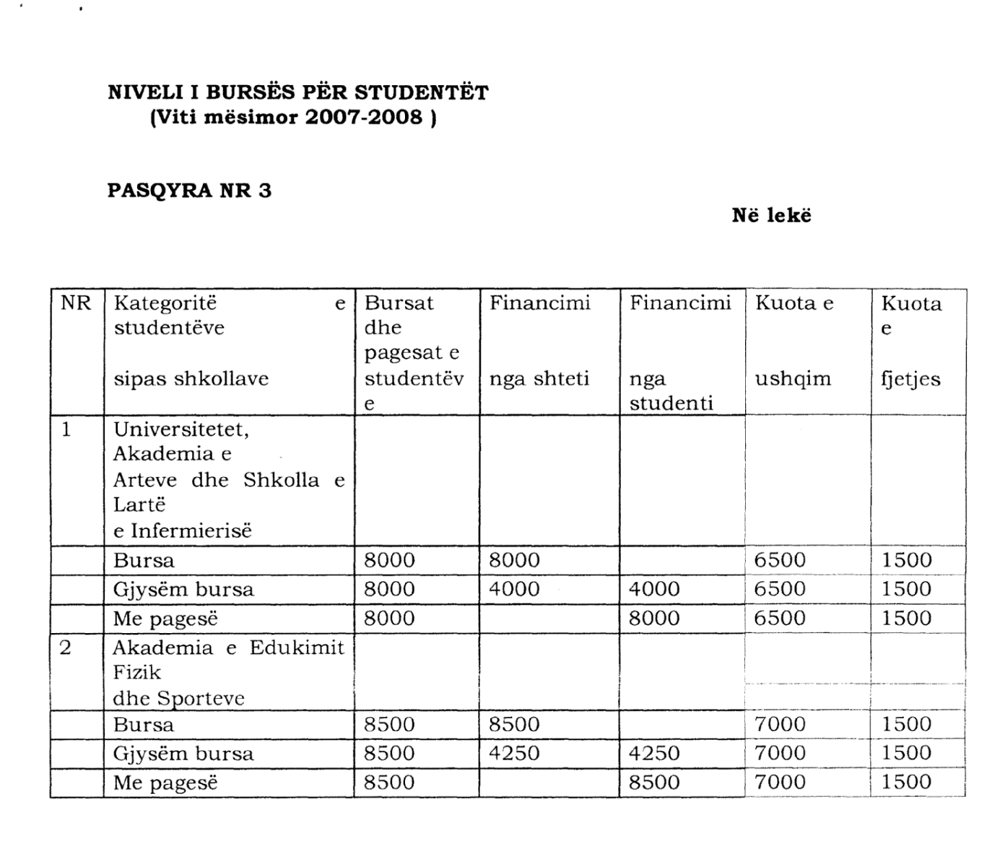 NIVELI I BURSËS PËR STUDENTËT
(Viti mësimor 2007-2008 )
PASQYRA NR 3
Në lekë
NR Kategoritë e studentëve sipas shkollave Bursat dhe pagesat e studentëv e Financimi nga shteti Financimi nga studenti Kuota e ushqim Kuota e fjetjes
1 Universitetet,
Akademia e
Arteve dhe Shkolla e
Lartë
e Infermierisë
Bursa 8000 8000 6500 1500
Gjysëm bursa 8000 4000 4000 6500 1500
Me pagesë 8000 8000 6500 1500
2 Akademia e Edukimit
Fizik
dhe Sporteve
Bursa 8500 8500 7000 1500
Gjysëm bursa 8500 4250 4250 7000 1500
Me pagesë 8500 8500 7000 1500